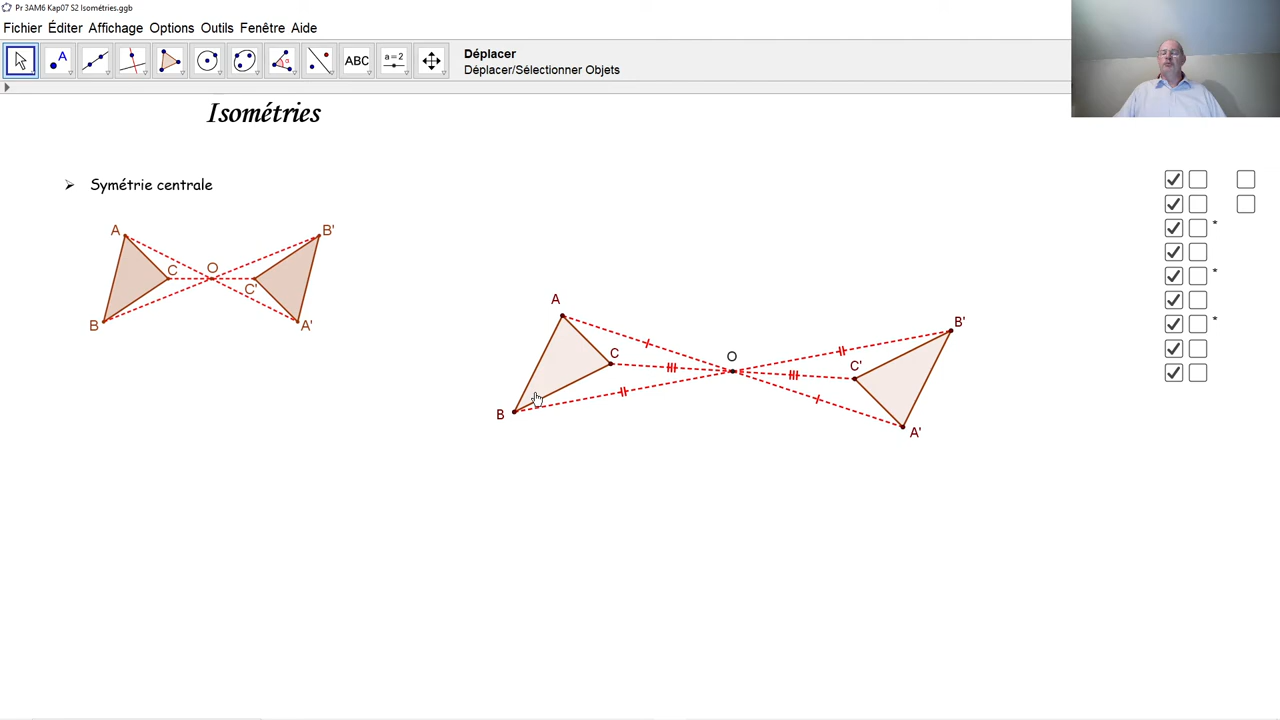 Pr 3AM6 Kap07 S2 Isométries.ggb
Fichier Éditer Affichage Options Outils Fenêtre Aide
A
ABC
a=2
Déplacer
Déplacer/Sélectionner Objets
Isométries
Symétrie centrale
A
B'
C
O
C'
B
A'
A
B'
C
O
C'
B
A'
*
*
*